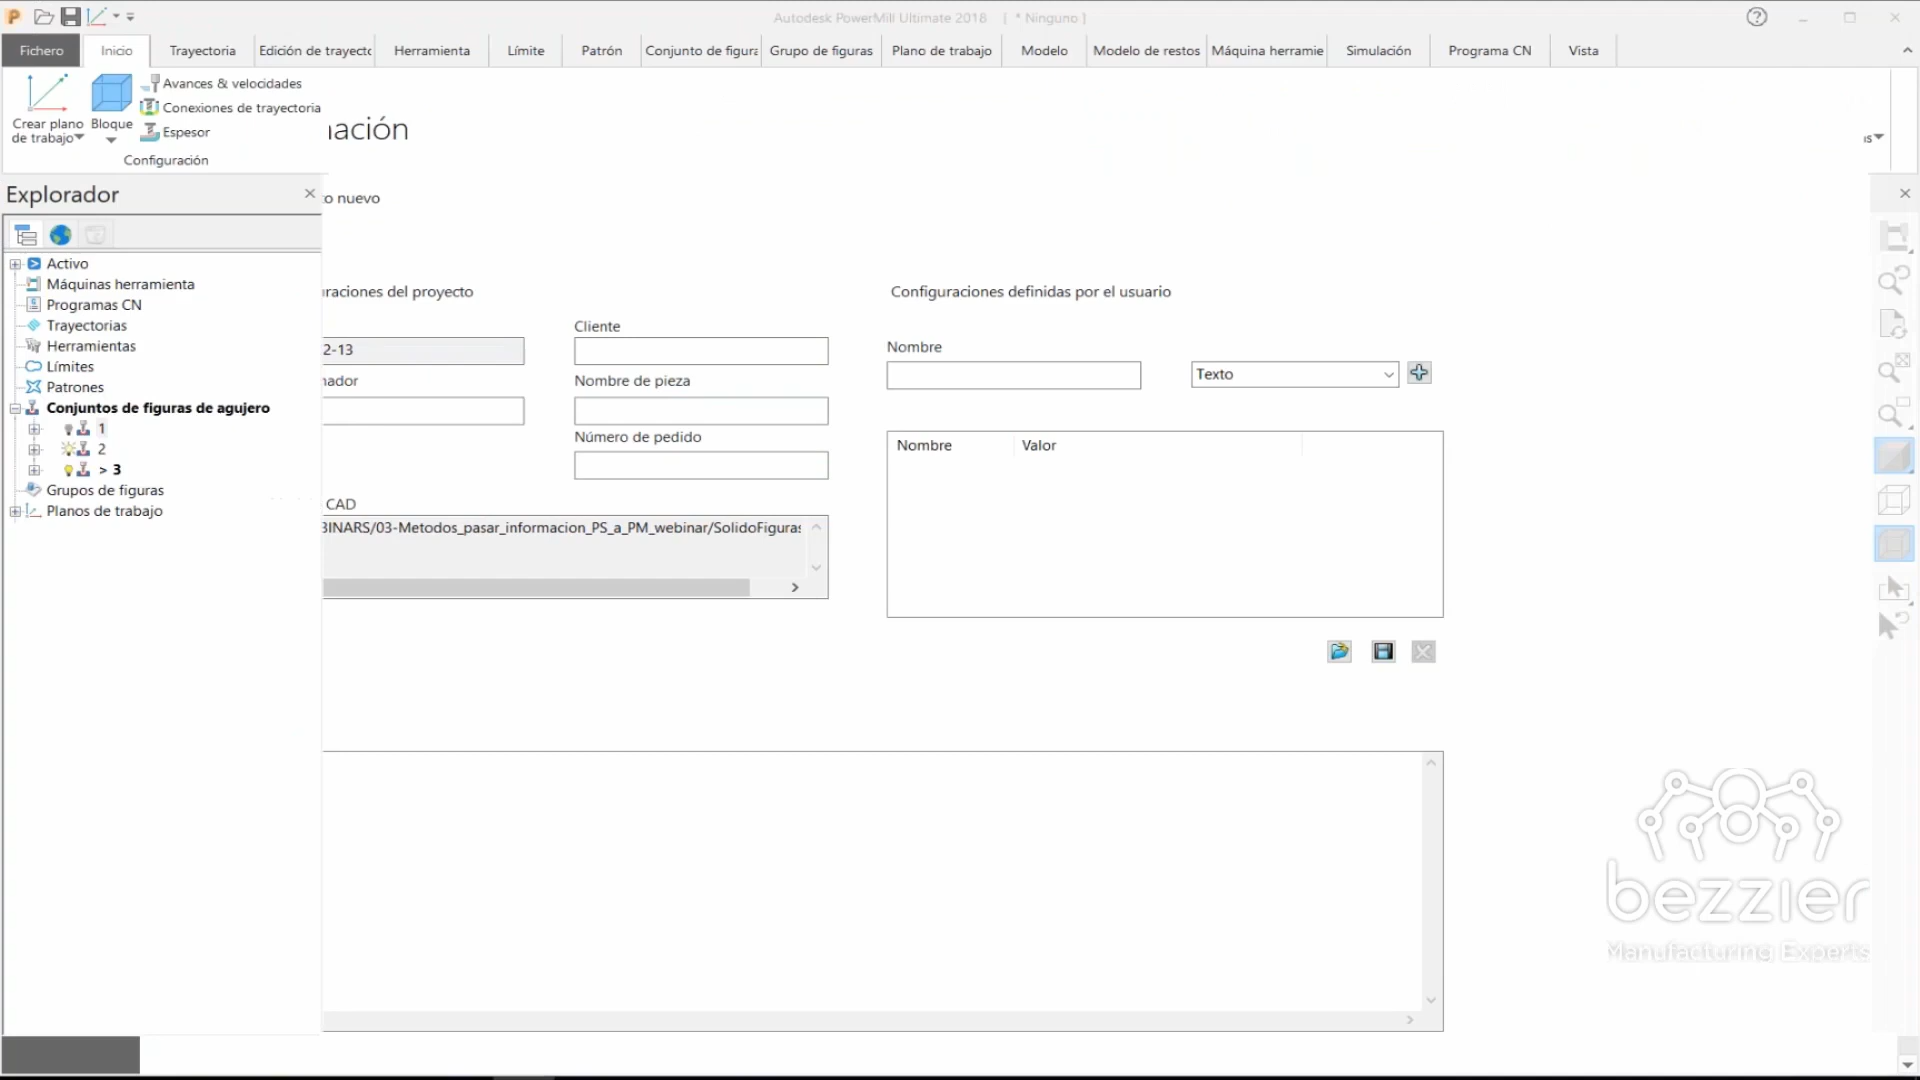 Autodesk PowerMill Ultimate 2018 [ * Ninguno ]
Fichero Inicio Trayectoria Edición de trayecto Herramienta Límite Patrón Conjunto de figura Grupo de figuras Plano de trabajo Modelo Modelo de restos Máquina herramie Simulación Programa CN Vista
Crear plano de trabajo
Bloque
Avances & velocidades
Conexiones de trayectoria
Espesor
Configuración
nación
Explorador
to nuevo
Activo
Máquinas herramienta
Programas CN
Trayectorias
Herramientas
Límites
Patrones
Conjuntos de figuras de agujero
1
2
> 3
Grupos de figuras
Planos de trabajo
uraciones del proyecto
2-13
nador
Cliente
Nombre de pieza
Número de pedido
CAD
BINARS/03-Metodos_pasar_informacion_PS_a_PM_webinar/SolidoFiguras
Configuraciones definidas por el usuario
Nombre
Texto
Nombre Valor
bezzier
Manufacturing Experts